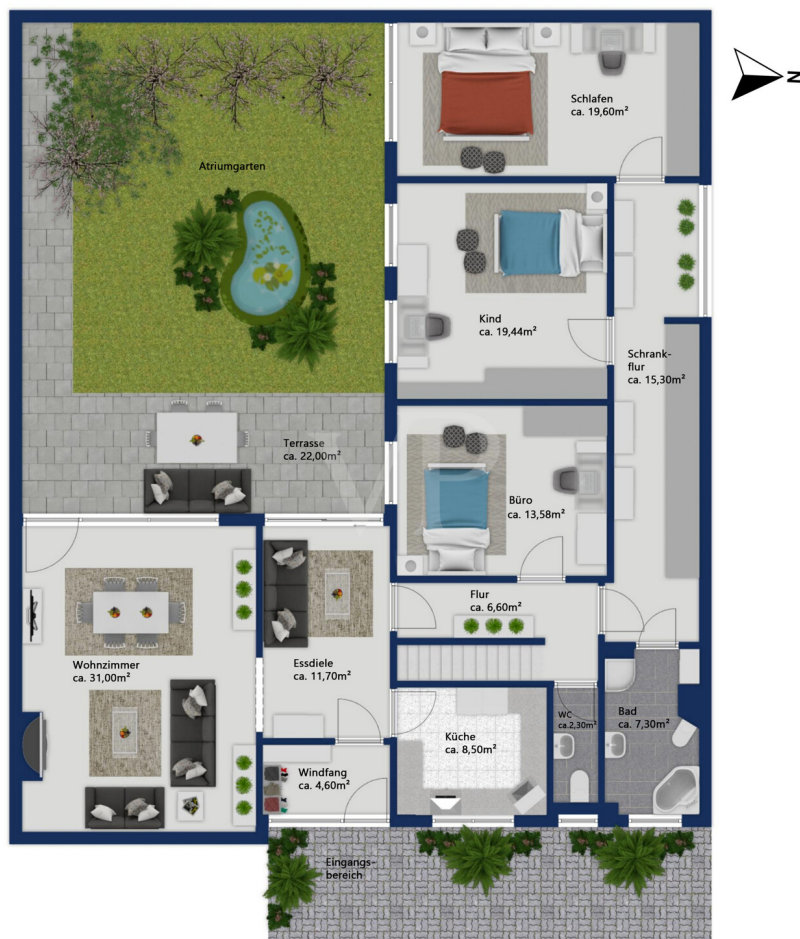 Schlafen
ca. 19,60m²
N
Atriumgarten
Kind
ca. 19,44m²
Schrank-
flur
ca. 15,30m²
Terrasse
ca. 22,00m²
VP
Büro
ca. 13,58m²
Flur
ca. 6,60m²
Wohnzimmer
ca. 31,00m²
Essdiele
ca. 11,70m²
WC
ca.2,30m²
Bad
ca. 7,30m²
Küche
ca. 8,50m²
Windfang
ca. 4,60m²
Eingangs-
bereich